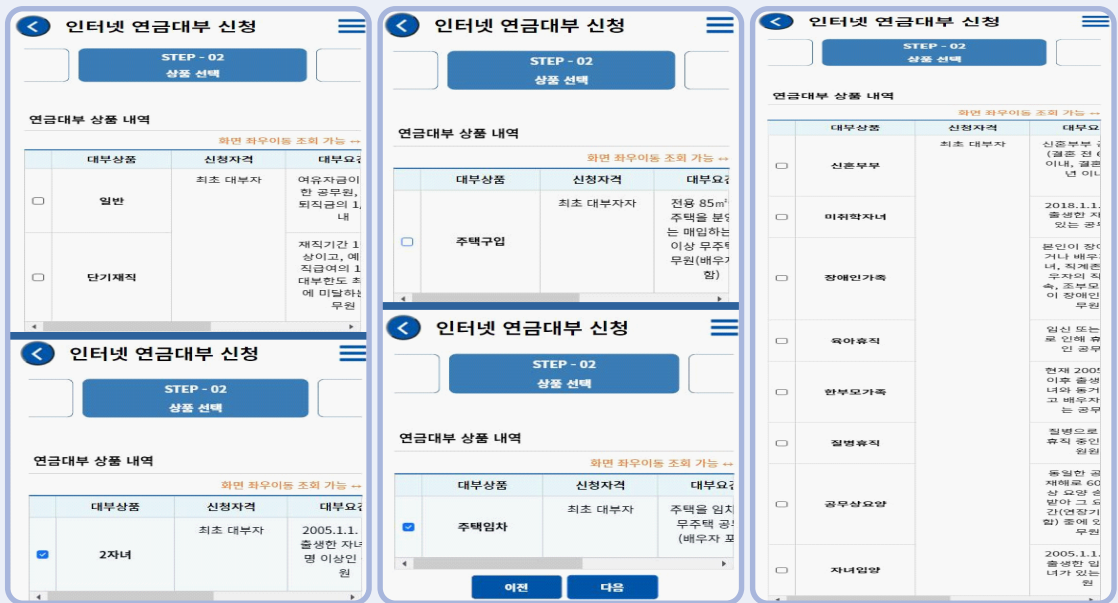 인터넷 연금대부 신청
STEP - 02
상품 선택
연금대부 상품 내역
화면 좌우이동 조회 가능 ↔
대부상품 신청자격 대부요건
일반 최초 대부자
여유자금이
한 공무원,
퇴직금의 1/
내
단기재직
재직기간 1
상이고, 예
직급여의 1
대부한도 최
에 미달하는
무원
인터넷 연금대부 신청
STEP - 02
상품 선택
연금대부 상품 내역
화면 좌우이동 조회 가능 ↔
대부상품 신청자격 대부요건
2자녀 최초 대부자
2005.1.1.
출생한 자녀
명 이상인
원
인터넷 연금대부 신청
STEP - 02
상품 선택
연금대부 상품 내역
화면 좌우이동 조회 가능 ↔
대부상품 신청자격 대부요건
주택구입 최초 대부자자
전용 85㎡
주택을 분양
는 매입하는
이상 무주택
무원(배우자
함)
인터넷 연금대부 신청
STEP - 02
상품 선택
연금대부 상품 내역
화면 좌우이동 조회 가능 ↔
대부상품 신청자격 대부요건
주택임차 최초 대부자
주택을 임차
무주택 공무
(배우자 포
이전 다음
인터넷 연금대부 신청
STEP - 02
상품 선택
연금대부 상품 내역
화면 좌우이동 조회 가능 ↔
대부상품 신청자격 대부요
신혼부부 최초 대부자
신혼부부 공
(결혼 전 6
이내, 결혼
년 이내
미취학자녀
2018.1.1.
출생한 자
있는 공무
장애인가족
본인이 장애
거나 배우자
녀, 직계존
우자의 직
속, 조부모
이 장애인
무원
육아휴직
임신 또는
로 인해 휴
인 공무
한부모가족
현재 2005
이후 출생
녀와 동거
고 배우자
는 공무
질병휴직
질병으로
휴직 중인
원원
공무상요양
동일한 공
재해로 60
상 요양 승
받아 그 요
간(연장기
함) 중에 있
무원
자녀입양
2005.1.1.
출생한 입
녀가 있는
원